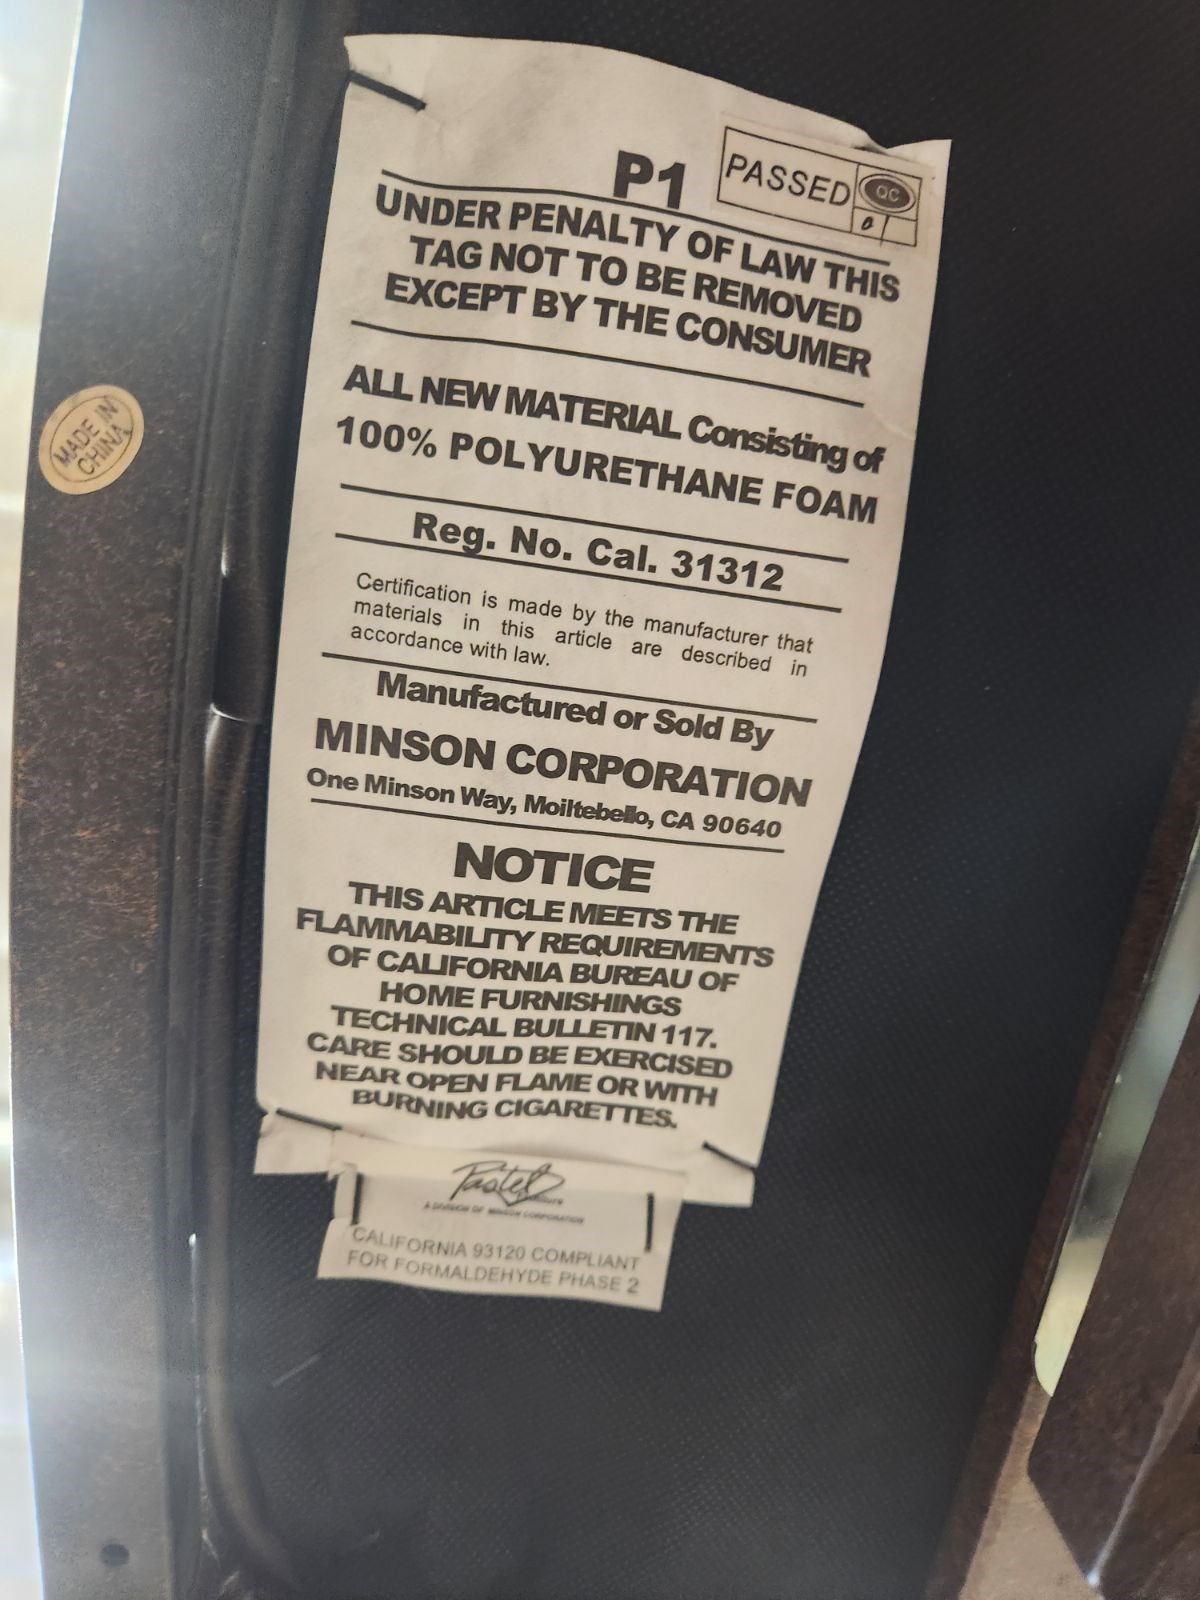 P1
PASSED QC
UNDER PENALTY OF LAW THIS
TAG NOT TO BE REMOVED
EXCEPT BY THE CONSUMER
ALL NEW MATERIAL Consisting of
100% POLYURETHANE FOAM
Reg. No. Cal. 31312
Certification is made by the manufacturer that
materials in this article are described in
accordance with law.
Manufactured or Sold By
MINSON CORPORATION
One Minson Way, Moiltebello, CA 90640
NOTICE
THIS ARTICLE MEETS THE
FLAMMABILITY REQUIREMENTS
OF CALIFORNIA BUREAU OF
HOME FURNISHINGS
TECHNICAL BULLETIN 117.
CARE SHOULD BE EXERCISED
NEAR OPEN FLAME OR WITH
BURNING CIGARETTES.
Pastel
A DIVISION OF MINSON CORPORATION
CALIFORNIA 93120 COMPLIANT
FOR FORMALDEHYDE PHASE 2
MADE IN
CHINA